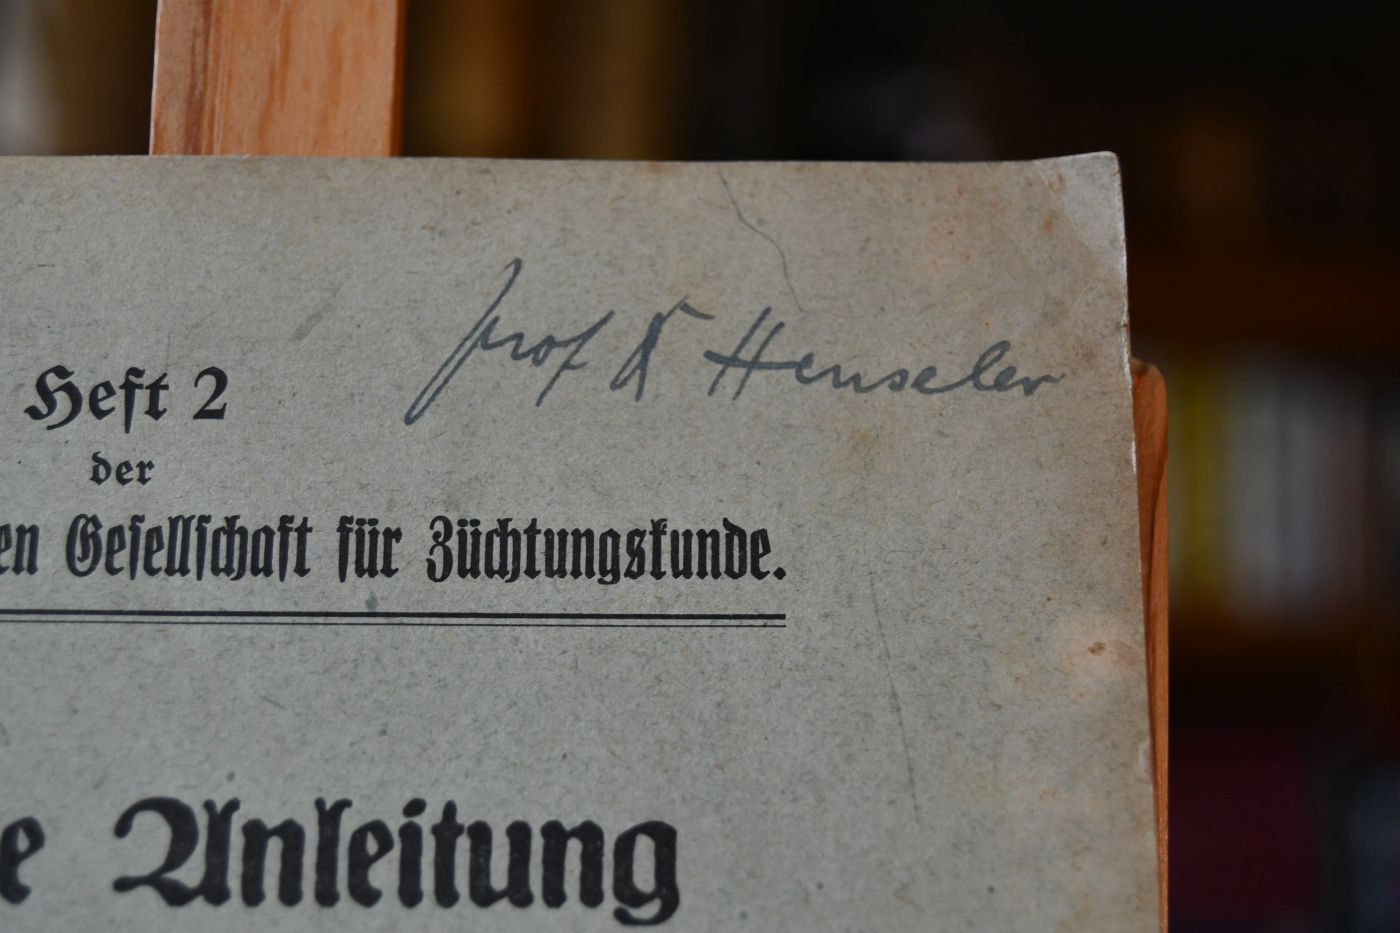 Prof Dr Henseler
Heft 2
der
en Gesellschaft für Züchtungskunde.
e Anleitung